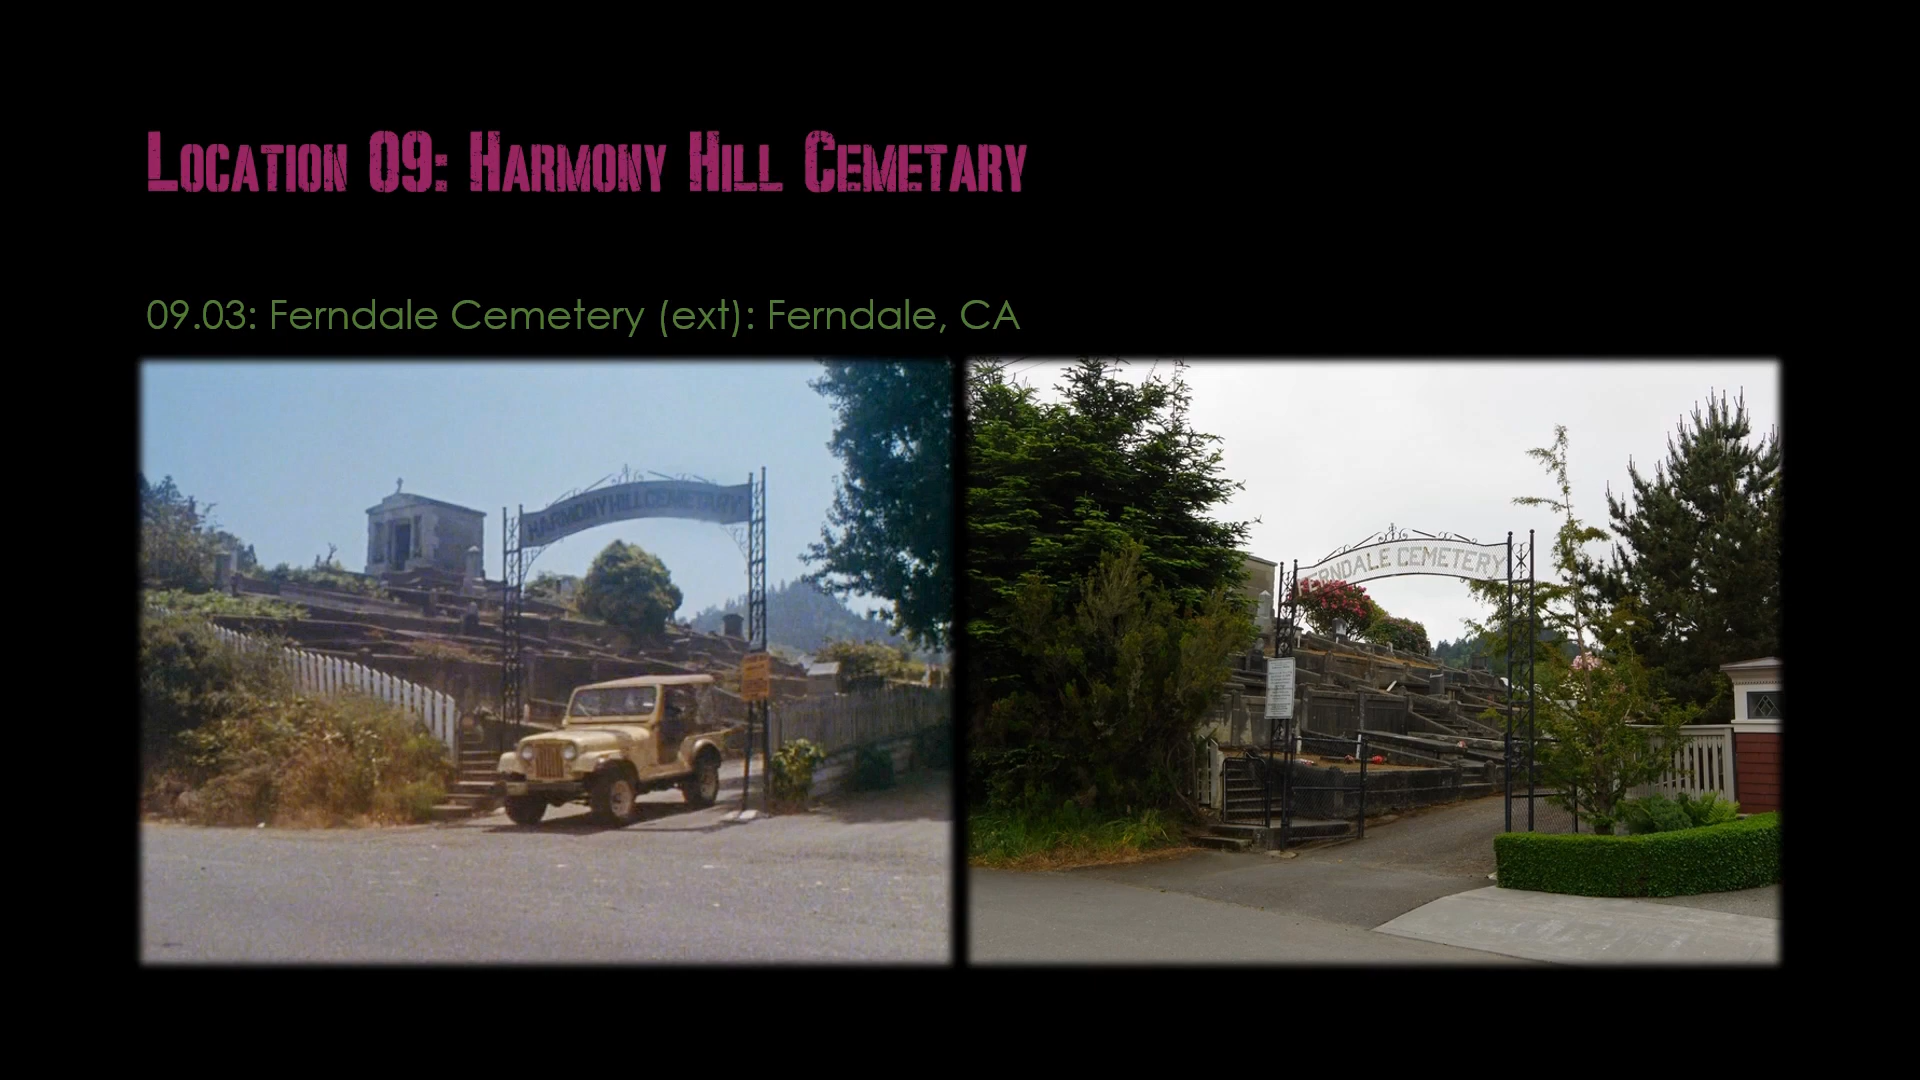 Location 09: Harmony Hill Cemetary
09.03: Ferndale Cemetery (ext): Ferndale, CA
HARMONY HILL CEMETARY
FERNDALE CEMETERY